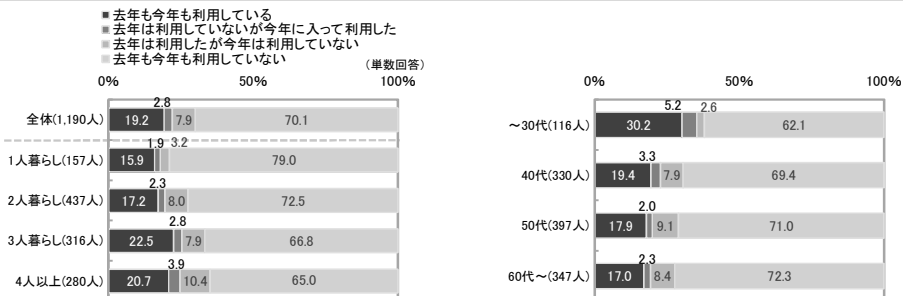 ■去年も今年も利用している
■去年は利用していないが今年に入って利用した
■去年は利用したが今年は利用していない
■去年も今年も利用していない
(単数回答)
0% 50% 100%
全体(1,190人) 19.2 2.8 7.9 70.1
1人暮らし(157人) 15.9 1.9 3.2 79.0
2人暮らし(437人) 17.2 2.3 8.0 72.5
3人暮らし(316人) 22.5 2.8 7.9 66.8
4人以上(280人) 20.7 3.9 10.4 65.0
0% 50% 100%
～30代(116人) 30.2 5.2 2.6 62.1
40代(330人) 19.4 3.3 7.9 69.4
50代(397人) 17.9 2.0 9.1 71.0
60代～(347人) 17.0 2.3 8.4 72.3